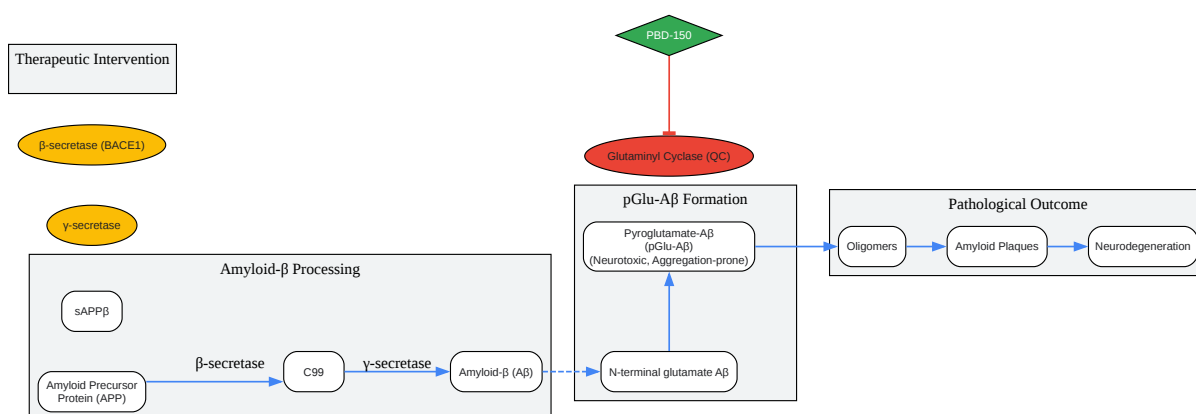 PBD-150
Therapeutic Intervention
β-secretase (BACE1)
Glutaminyl Cyclase (QC)
γ-secretase
pGlu-Aβ Formation
Pathological Outcome
Pyroglutamate-Aβ
(pGlu-Aβ)
(Neurotoxic, Aggregation-prone)
Oligomers
Amyloid Plaques
Neurodegeneration
Amyloid-β Processing
sAPPβ
β-secretase
γ-secretase
Amyloid Precursor
Protein (APP)
C99
Amyloid-β (Aβ)
N-terminal glutamate Aβ